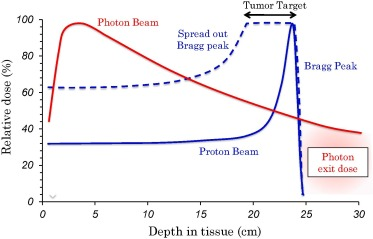 Tumor Target
Photon Beam
Spread out
Bragg peak
Bragg Peak
Proton Beam
Photon
exit dose
Relative dose (%)
100
80
60
40
20
0
0 5 10 15 20 25 30
Depth in tissue (cm)